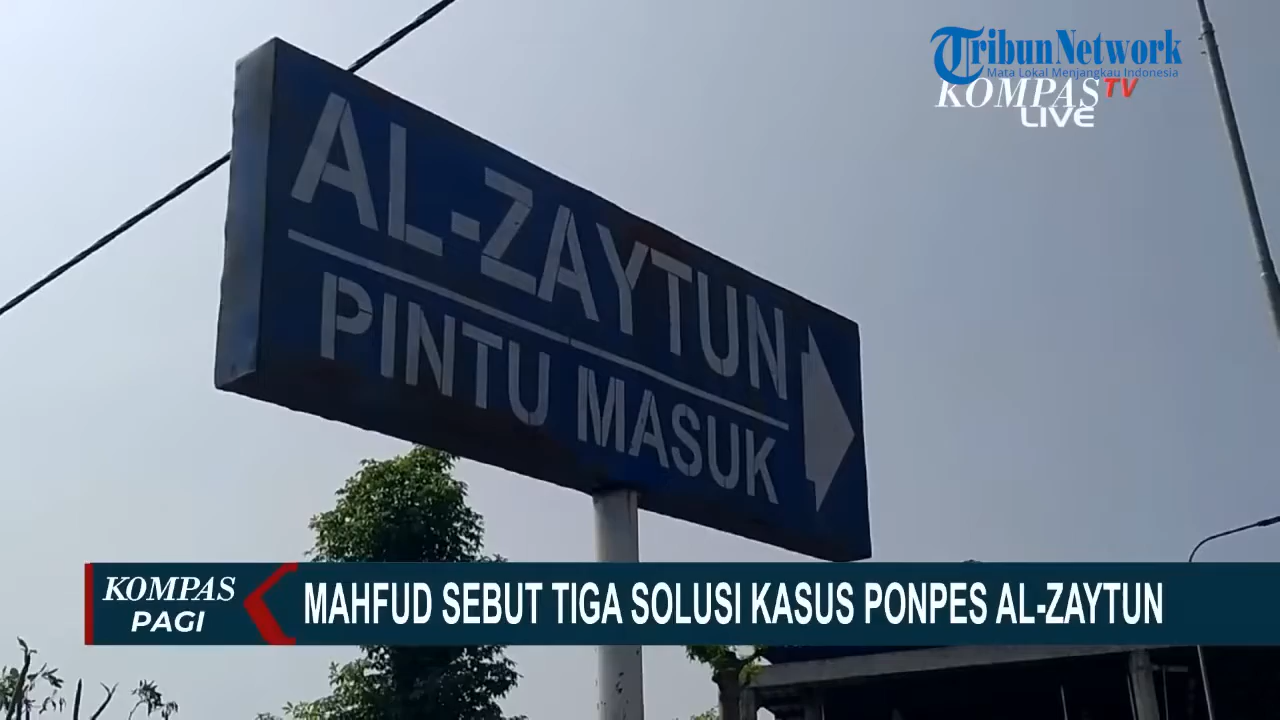 TribunNetwork
Mata Lokal Menjangkau Indonesia
KOMPAS TV
LIVE
AL-ZAYTUN
PINTU MASUK
KOMPAS PAGI
MAHFUD SEBUT TIGA SOLUSI KASUS PONPES AL-ZAYTUN